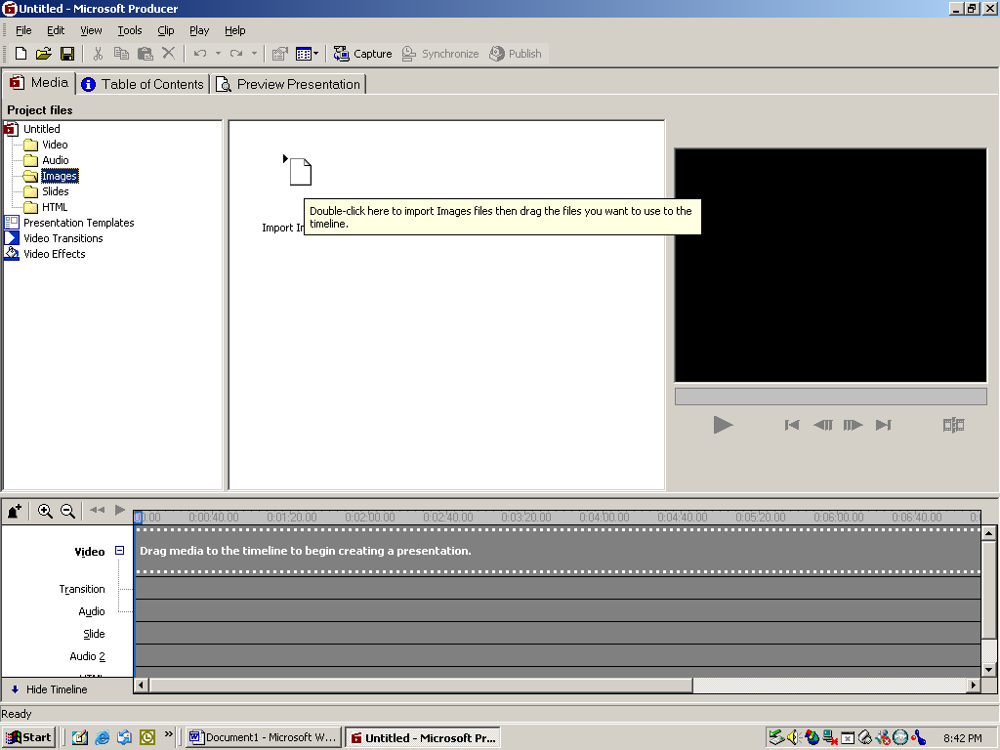 Untitled - Microsoft Producer
File Edit View Tools Clip Play Help
Capture Synchronize Publish
Media Table of Contents Preview Presentation
Project files
Untitled
Video
Audio
Images
Slides
HTML
Presentation Templates
Video Transitions
Video Effects
Double-click here to import Images files then drag the files you want to use to the
timeline.
Import
0:00:40.00 0:01:20.00 0:02:00.00 0:02:40.00 0:03:20.00 0:04:00.00 0:04:40.00 0:05:20.00 0:06:00.00 0:06:40.00
Video
Drag media to the timeline to begin creating a presentation.
Transition
Audio
Slide
Audio 2
Hide Timeline
Ready
Start
Document1 - Microsoft W...
Untitled - Microsoft Pr...
8:42 PM